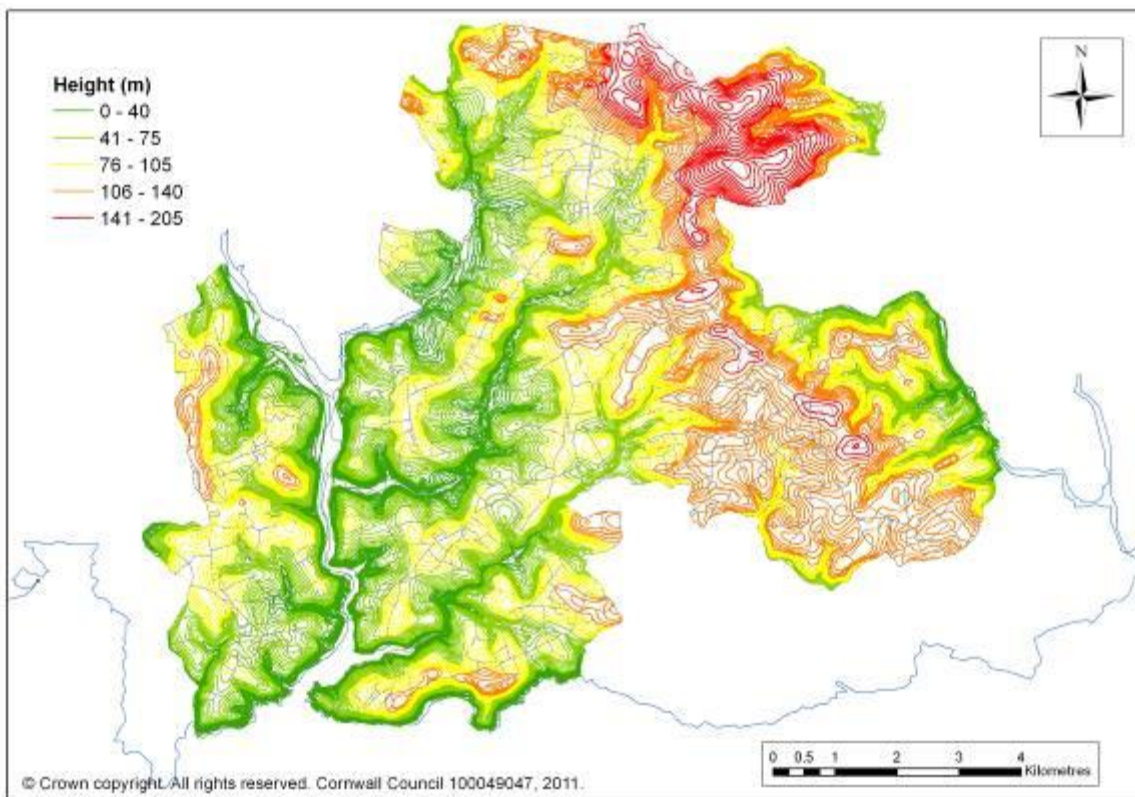 Height (m)
0 - 40
41 - 75
76 - 105
106 - 140
141 - 205
N
0 0.5 1 2 3 4
Kilometres
© Crown copyright. All rights reserved. Cornwall Council 100049047, 2011.